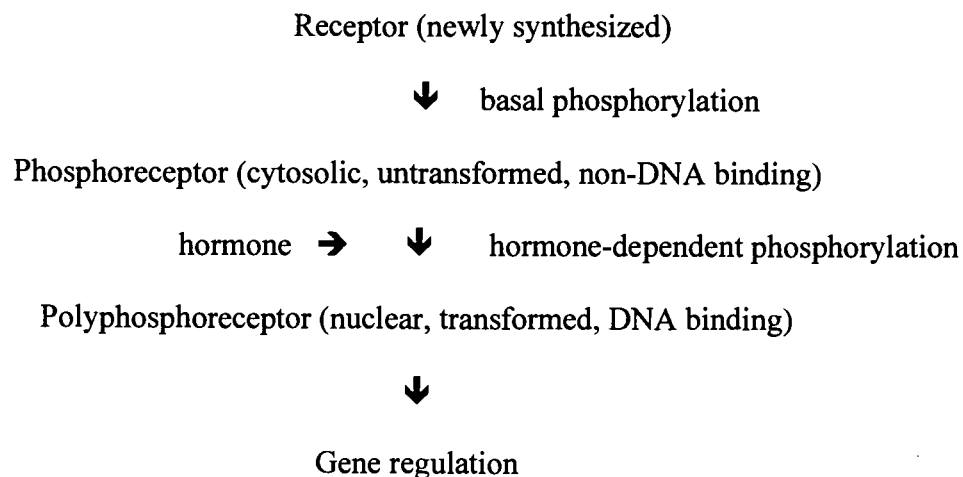 Receptor (newly synthesized)
↓ basal phosphorylation
Phosphoreceptor (cytosolic, untransformed, non-DNA binding)
hormone → ↓ hormone-dependent phosphorylation
Polyphosphoreceptor (nuclear, transformed, DNA binding)
↓
Gene regulation